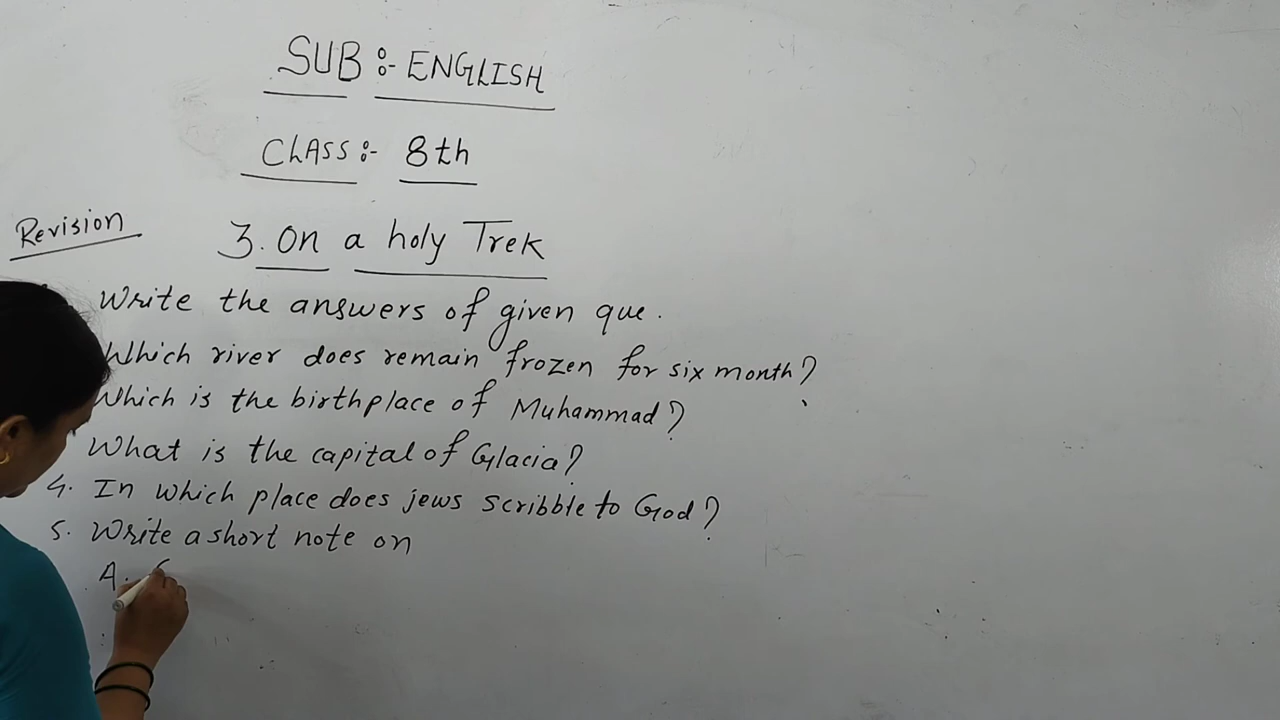 SUB :- ENGLISH
CLASS :- 8th
Revision
3. On a holy Trek
Write the answers of given que.
Which river does remain frozen for six month?
Which is the birthplace of Muhammad?
What is the capital of Glacia?
4. In which place does jews scribble to God?
5. Write a short note on
A.